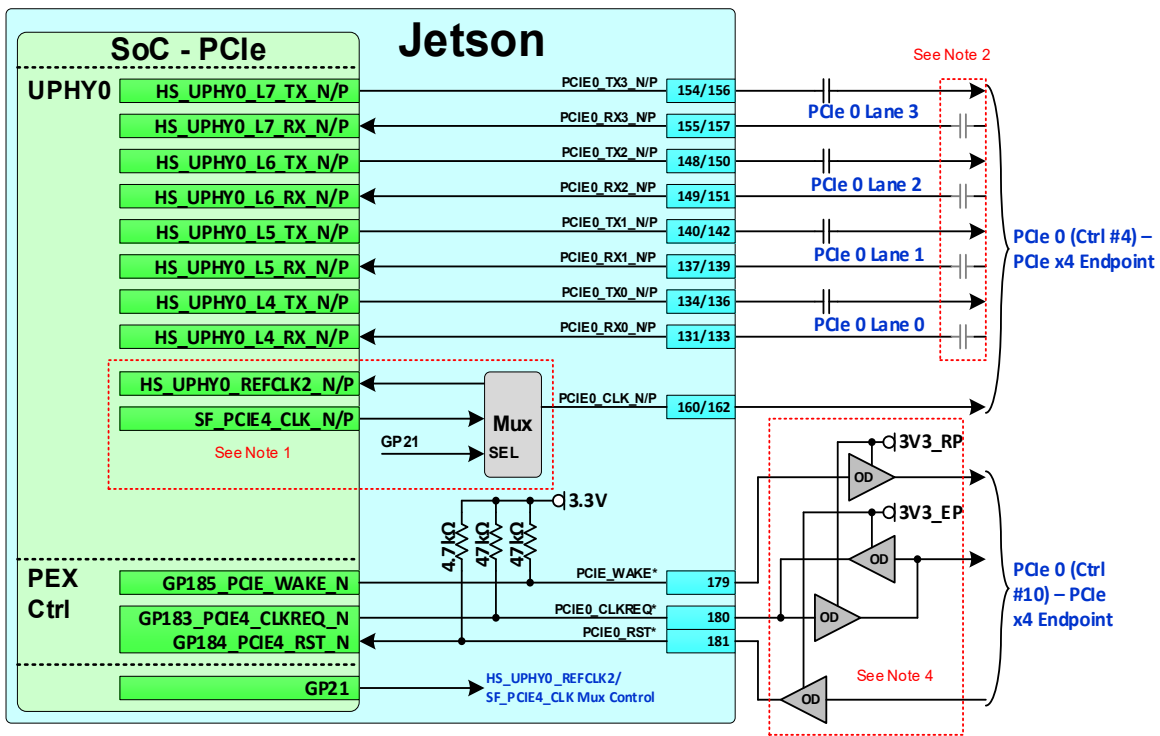 Jetson
SoC - PCIe
See Note 2
UPHY0
HS_UPHY0_L7_TX_N/P
PCIE0_TX3_N/P
154/156
PCIe 0 Lane 3
HS_UPHY0_L7_RX_N/P
PCIE0_RX3_N/P
155/157
HS_UPHY0_L6_TX_N/P
PCIE0_TX2_N/P
148/150
PCIe 0 Lane 2
HS_UPHY0_L6_RX_N/P
PCIE0_RX2_N/P
149/151
HS_UPHY0_L5_TX_N/P
PCIE0_TX1_N/P
140/142
PCIe 0 (Ctrl #4) –
PCIe x4 Endpoint
PCIe 0 Lane 1
HS_UPHY0_L5_RX_N/P
PCIE0_RX1_N/P
137/139
HS_UPHY0_L4_TX_N/P
PCIE0_TX0_N/P
134/136
PCIe 0 Lane 0
HS_UPHY0_L4_RX_N/P
PCIE0_RX0_N/P
131/133
HS_UPHY0_REFCLK2_N/P
SF_PCIE4_CLK_N/P
Mux
SEL
GP21
See Note 1
PCIE0_CLK_N/P
160/162
3V3_RP
OD
3.3V
3V3_EP
4.7kΩ
47kΩ
47kΩ
OD
PEX
Ctrl
GP185_PCIE_WAKE_N
PCIE_WAKE*
179
PCIe 0 (Ctrl
#10) – PCIe
x4 Endpoint
GP183_PCIE4_CLKREQ_N
PCIE0_CLKREQ*
180
OD
GP184_PCIE4_RST_N
PCIE0_RST*
181
See Note 4
GP21
HS_UPHY0_REFCLK2/
SF_PCIE4_CLK Mux Control
OD